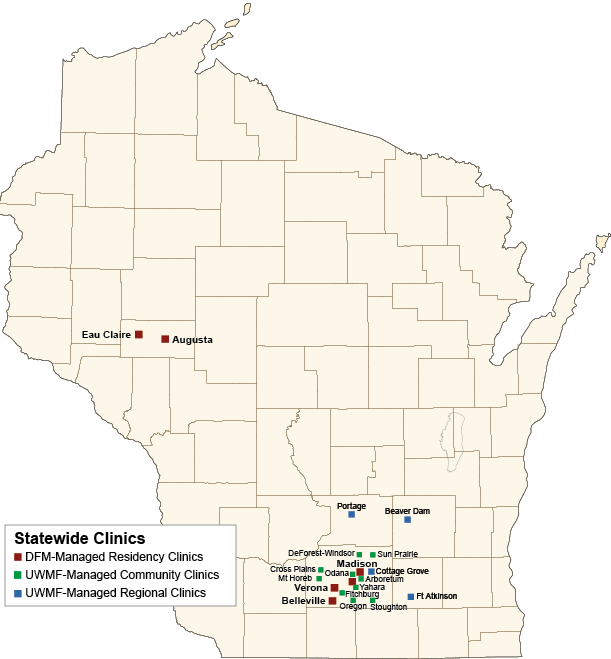 Eau Claire
Augusta
Portage
Beaver Dam
Statewide Clinics
DFM-Managed Residency Clinics
UWMF-Managed Community Clinics
UWMF-Managed Regional Clinics
DeForest-Windsor
Sun Prairie
Madison
Cross Plains
Odana
Cottage Grove
Mt Horeb
Arboretum
Verona
Yahara
Fitchburg
Ft Atkinson
Belleville
Oregon
Stoughton